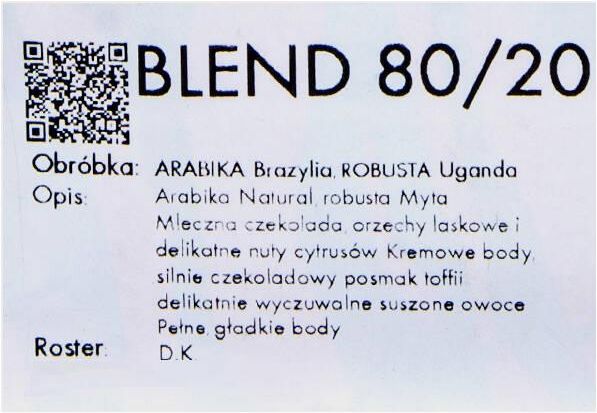 BLEND 80/20
Obróbka: ARABIKA Brazylia, ROBUSTA Uganda
Opis: Arabika Natural, robusta Myta
Mleczna czekolada, orzechy laskowe i
delikatne nuty cytrusów Kremowe body,
silnie czekoladowy posmak toffii
delikatnie wyczuwalne suszone owoce
Pełne, gładkie body
Roster: D.K.